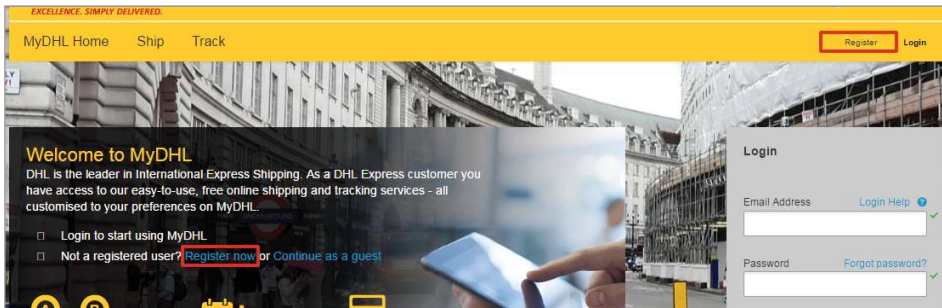 EXCELLENCE. SIMPLY DELIVERED.
MyDHL Home Ship Track Register Login
Welcome to MyDHL
DHL is the leader in International Express Shipping. As a DHL Express customer you
have access to our easy-to-use, free online shipping and tracking services - all
customised to your preferences on MyDHL.
Login to start using MyDHL
Not a registered user? Register now or Continue as a guest
A B
Login
Email Address Login Help ?
Password Forgot password?